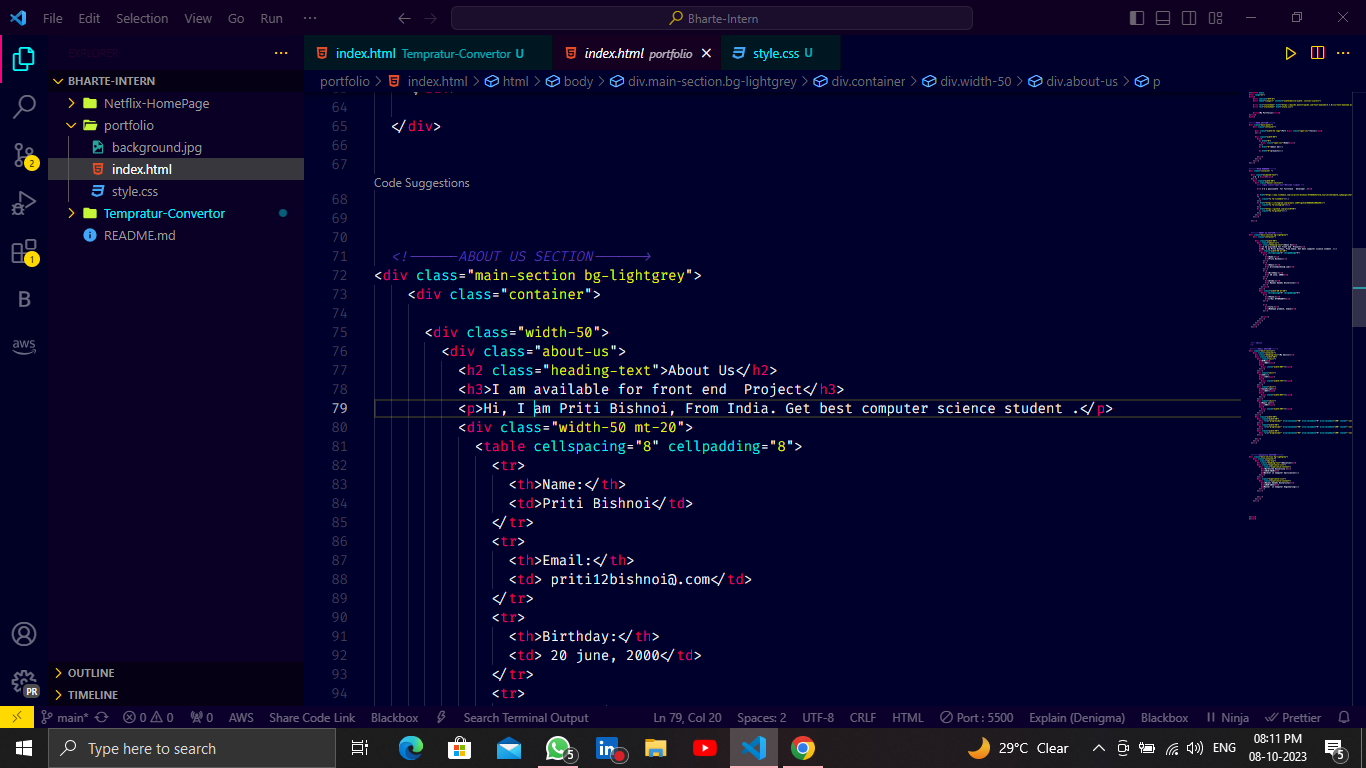 File Edit Selection View Go Run ··· Bharte-Intern
EXPLORER ···
index.html Tempratur-Convertor U index.html portfolio × style.css U
portfolio > index.html > html > body > div.main-section.bg-lightgrey > div.container > div.width-50 > div.about-us > p
BHARTE-INTERN
Netflix-HomePage
portfolio
background.jpg
index.html
style.css
Tempratur-Convertor
README.md
OUTLINE
TIMELINE
2
1
B
aws
PR
64
65 </div>
66
67
Code Suggestions
68
69
70
71 <!------ABOUT US SECTION------>
72 <div class="main-section bg-lightgrey">
73 <div class="container">
74
75 <div class="width-50">
76 <div class="about-us">
77 <h2 class="heading-text">About Us</h2>
78 <h3>I am available for front end  Project</h3>
79 <p>Hi, I am Priti Bishnoi, From India. Get best computer science student .</p>
80 <div class="width-50 mt-20">
81 <table cellspacing="8" cellpadding="8">
82 <tr>
83 <th>Name:</th>
84 <td>Priti Bishnoi</td>
85 </tr>
86 <tr>
87 <th>Email:</th>
88 <td> priti12bishnoi@.com</td>
89 </tr>
90 <tr>
91 <th>Birthday:</th>
92 <td> 20 june, 2000</td>
93 </tr>
94 <tr>
main* 0 0 0 AWS Share Code Link Blackbox Search Terminal Output Ln 79, Col 20 Spaces: 2 UTF-8 CRLF HTML Port : 5500 Explain (Denigma) Blackbox Ninja Prettier
Type here to search 5 29°C Clear ENG 08:11 PM
08-10-2023 5